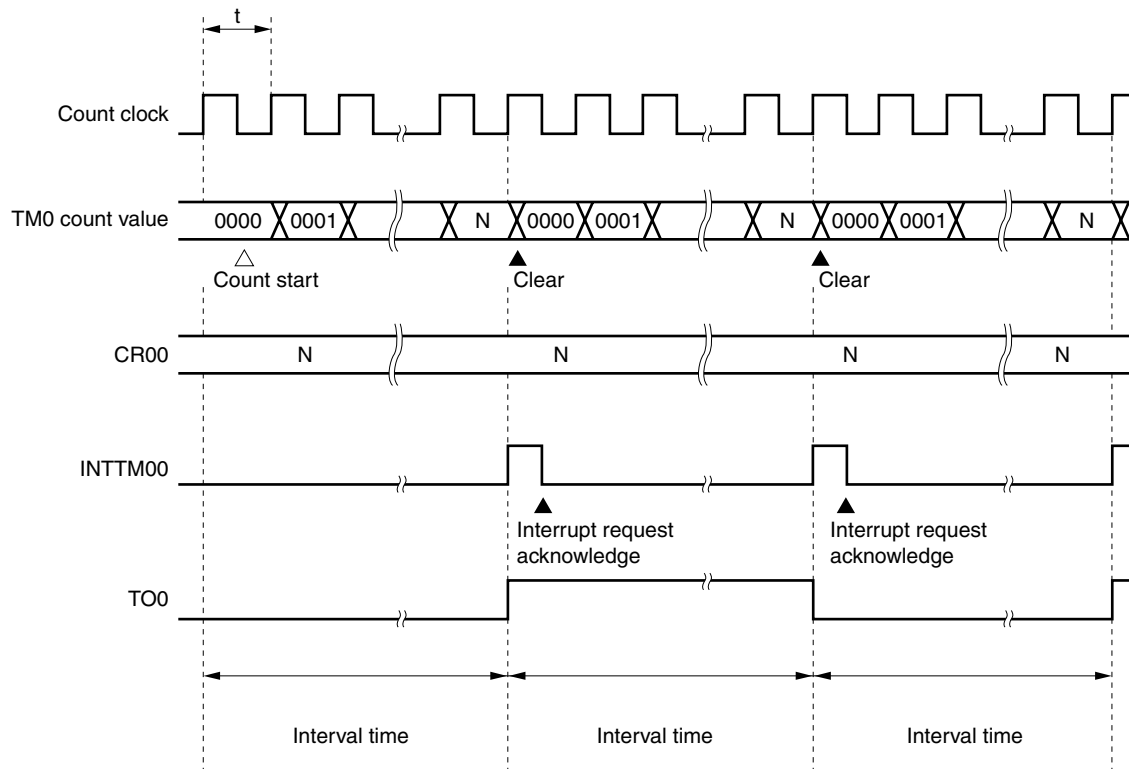 t
Count clock
TM0 count value
0000 0001 N 0000 0001 N 0000 0001 N
Count start
Clear
Clear
CR00
N N N N
INTTM00
Interrupt request
acknowledge
Interrupt request
acknowledge
TO0
Interval time Interval time Interval time